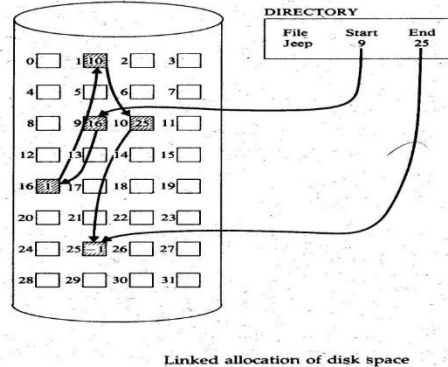 DIRECTORY
File Start End
Jeep 9 25
0 1 10 2 3
4 5 6 7
8 9 16 10 25 11
12 13 14 15
16 1 17 18 19
20 21 22 23
24 25 -1 26 27
28 29 30 31
Linked allocation of disk space